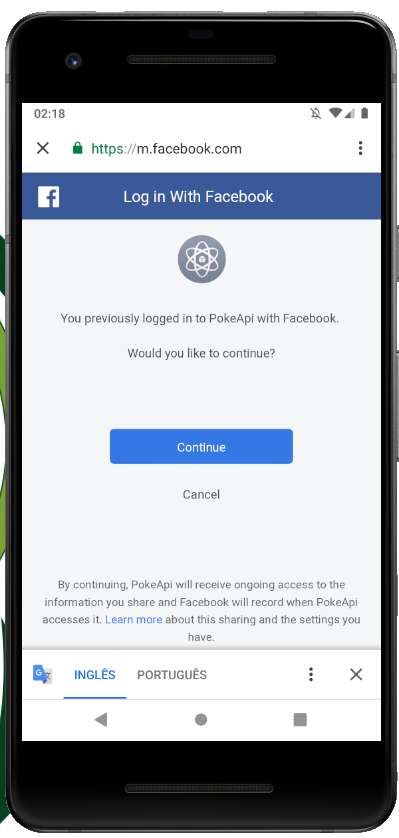 02:18
https://m.facebook.com
Log in With Facebook
You previously logged in to PokeApi with Facebook.
Would you like to continue?
Continue
Cancel
By continuing, PokeApi will receive ongoing access to the
information you share and Facebook will record when PokeApi
accesses it. Learn more about this sharing and the settings you
have.
INGLÊS PORTUGUÊS